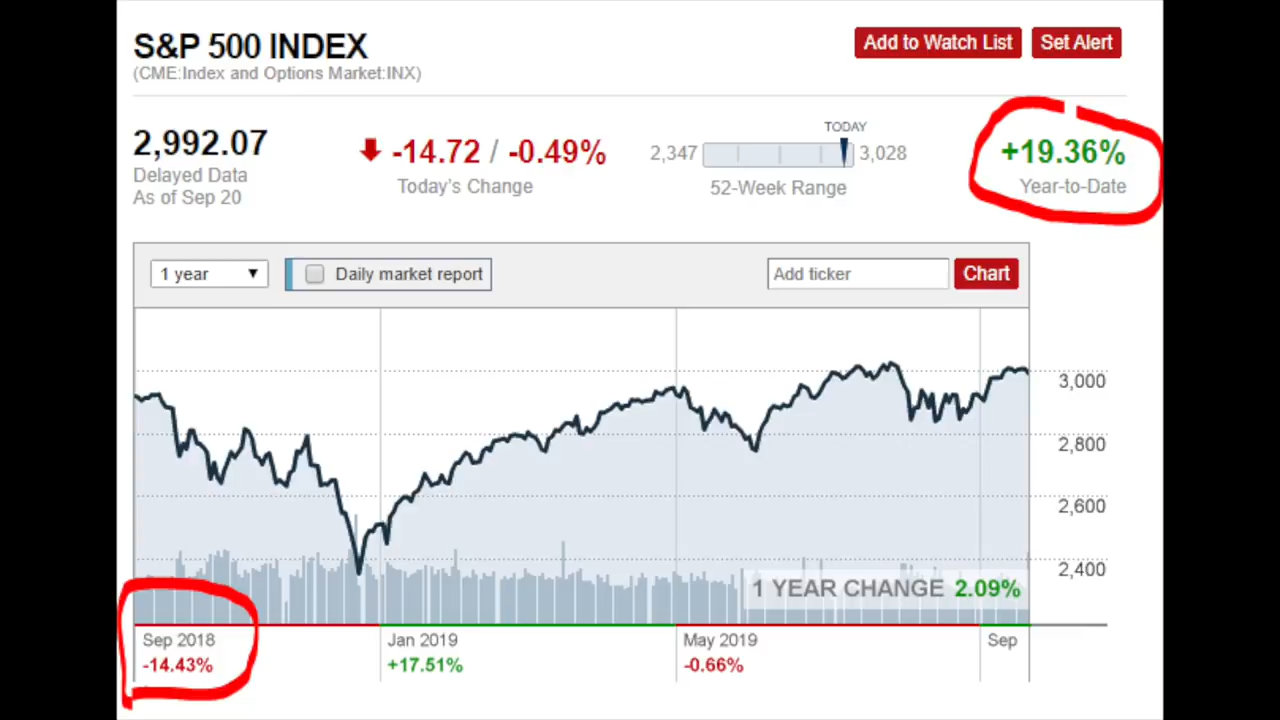 S&P 500 INDEX
Add to Watch List
Set Alert
(CME:Index and Options Market:INX)
2,992.07
-14.72 / -0.49%
TODAY
2,347
3,028
+19.36%
Delayed Data
As of Sep 20
Today's Change
52-Week Range
Year-to-Date
1 year
Daily market report
Add ticker
Chart
3,000
2,800
2,600
2,400
1 YEAR CHANGE 2.09%
Sep 2018
Jan 2019
May 2019
Sep
-14.43%
+17.51%
-0.66%